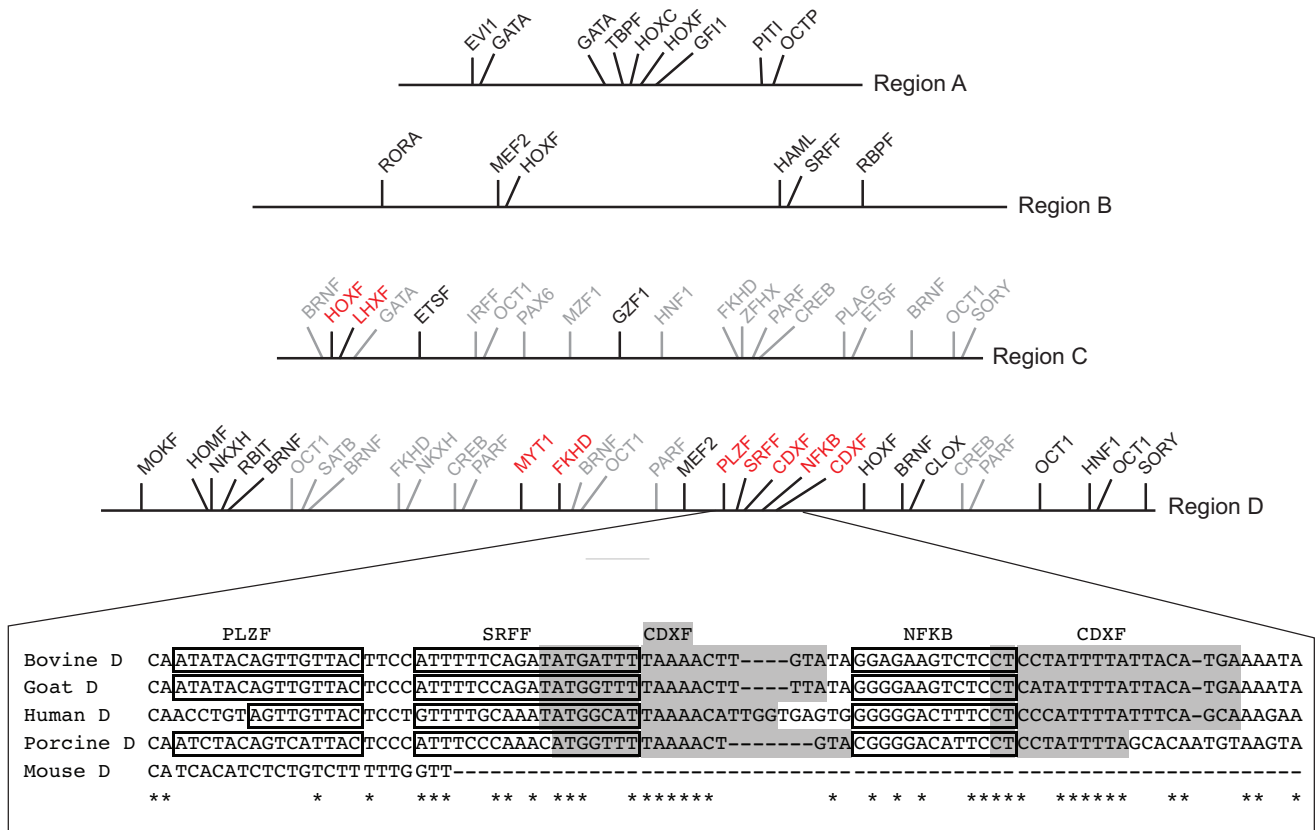 EVI1 GATA GATA TBPF HOXC HOXF GFI1 PITI OCTP
Region A
RORA MEF2 HOXF HAML SRFF RBPF
Region B
BRNF HOXF LHXF GATA ETSF IRFF OCT1 PAX6 MZF1 GZF1 HNF1 FKHD ZFHX PARF CREB PLAG ETSF BRNF OCT1 SORY
Region C
MOKF HOMF NKXH RBIT BRNF OCT1 SATB BRNF FKHD NKXH CREB PARF MYT1 FKHD BRNF OCT1 PARF MEF2 PLZF SRFF CDXF NFKB CDXF HOXF BRNF CLOX CREB PARF OCT1 HNF1 OCT1 SORY
Region D
PLZF SRFF CDXF NFKB CDXF
Bovine D CAATATACAGTTGTTACTTCCATTTTTCAGATATGATTTTAAAACTT----GTATAGGAGAAGTCTCCTCCTATTTTATTACA-TGAAAATA
Goat D CAATATACAGTTGTTACTCCCATTTTCCAGATATGGTTTTAAAACTT----TTATAGGGGAAGTCTCCTCATATTTTATTACA-TGAAAATA
Human D CAACCTGTAGTTGTTACTCCTGTTTTGCAAATATGGCATTAAAACATTGGTGAGTGGGGGGACTTTCCTCCCATTTTATTTCA-GCAAAGAA
Porcine D CAATCTACAGTCATTACTCCCATTTCCCAAACATGGTTTTAAAACT-------GTACGGGGACATTCCTCCTATTTTAGCACAATGTAAGTA
Mouse D CATCACATCTCTGTCTTTTTGGTT--------------------------------------------------------------------
** * * *** ** * *** ******* * * * * ***** ****** ** ** *